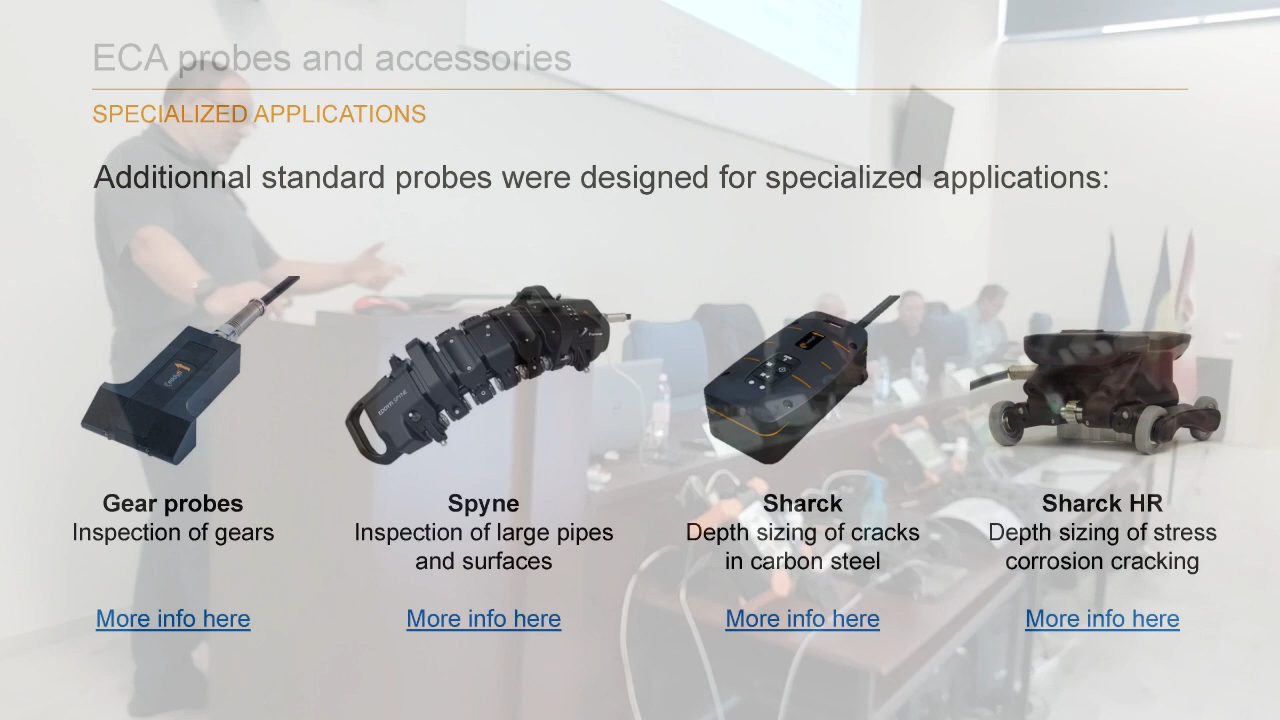 ECA probes and accessories
SPECIALIZED APPLICATIONS
Additionnal standard probes were designed for specialized applications:
EDDYFI SPYNE
Gear probes
Inspection of gears
More info here
Spyne
Inspection of large pipes
and surfaces
More info here
Sharck
Depth sizing of cracks
in carbon steel
More info here
Sharck HR
Depth sizing of stress
corrosion cracking
More info here